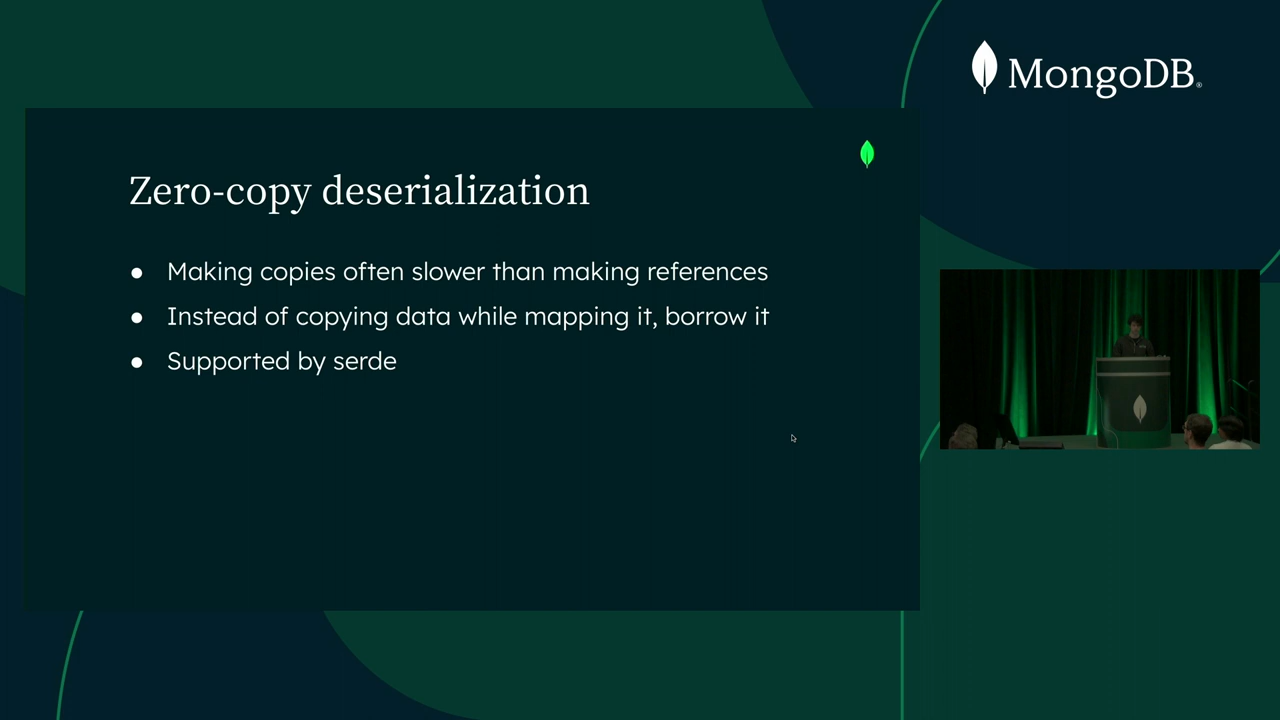 MongoDB®
Zero-copy deserialization
● Making copies often slower than making references
● Instead of copying data while mapping it, borrow it
● Supported by serde